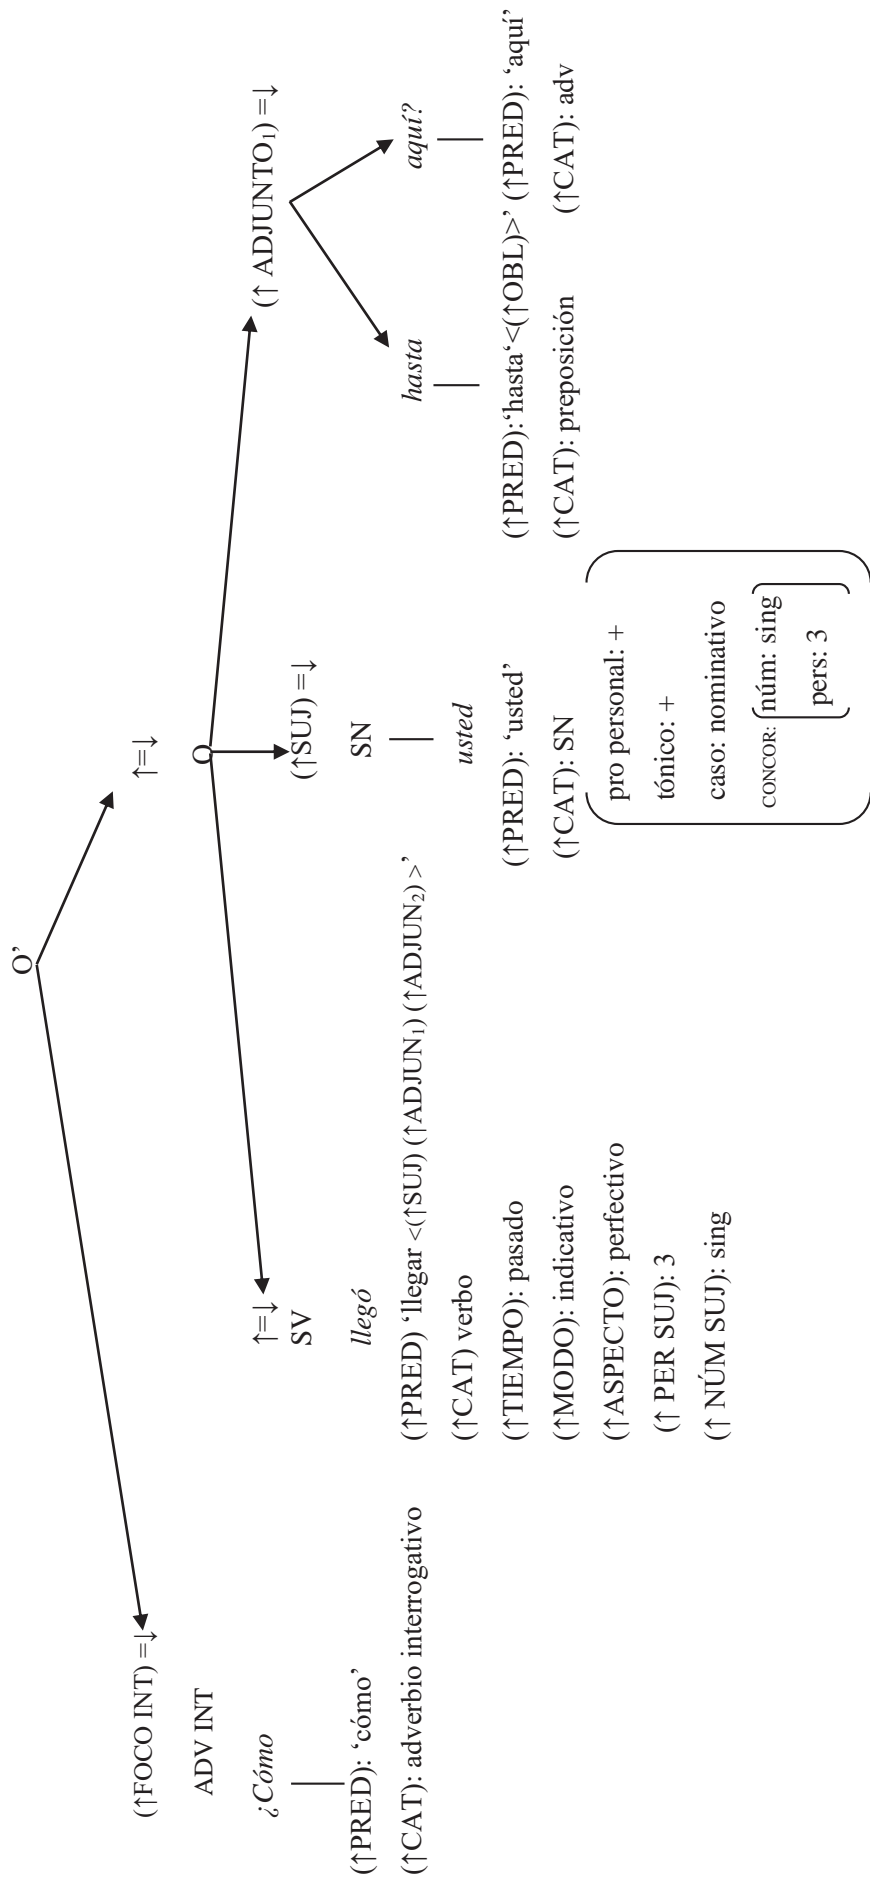 O’
(↑FOCO INT) =↓
↑=↓
ADV INT
O
¿Cómo
↑=↓
(↑SUJ) =↓
(↑ ADJUNTO₁) =↓
SV
SN
(↑PRED): ‘cómo’
llegó
hasta
aquí?
(↑CAT): adverbio interrogativo
(↑PRED) ‘llegar <(↑SUJ) (↑ADJUN₁) (↑ADJUN₂) >’
usted
(↑CAT) verbo
(↑PRED): ‘usted’
(↑PRED):‘hasta‘<(↑OBL)>’
(↑PRED): ‘aquí’
(↑TIEMPO): pasado
(↑CAT): SN
(↑CAT): preposición
(↑CAT): adv
(↑MODO): indicativo
pro personal: +
(↑ASPECTO): perfectivo
tónico: +
(↑ PER SUJ): 3
caso: nominativo
(↑ NÚM SUJ): sing
CONCOR: núm: sing
pers: 3